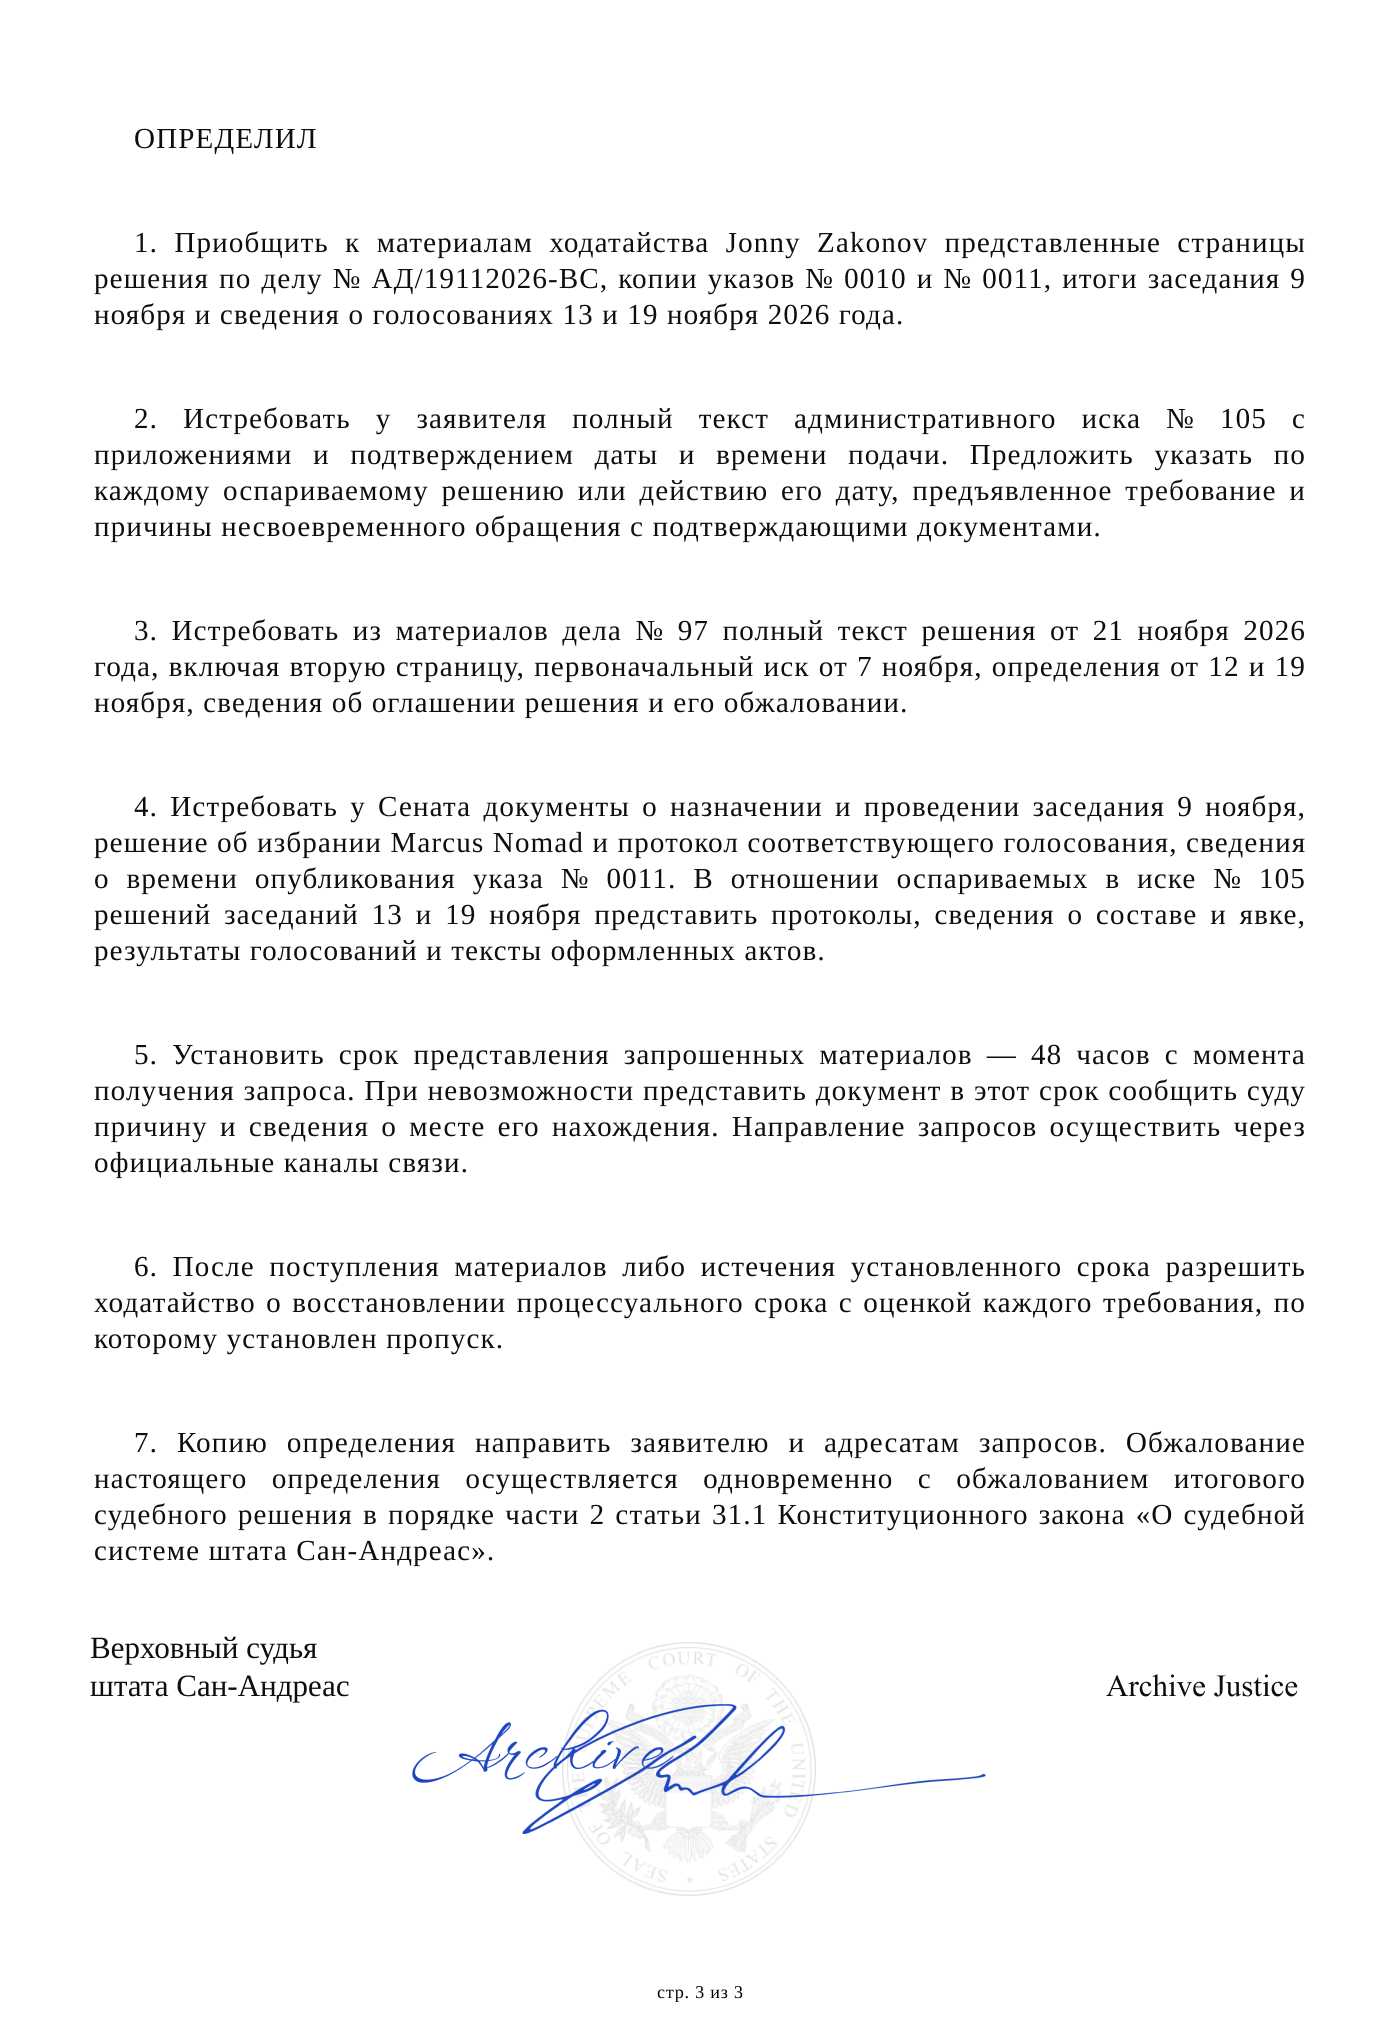 ОПРЕДЕЛИЛ
1. Приобщить к материалам ходатайства Jonny Zakonov представленные страницы
решения по делу № АД/19112026-ВС, копии указов № 0010 и № 0011, итоги заседания 9
ноября и сведения о голосованиях 13 и 19 ноября 2026 года.
2. Истребовать у заявителя полный текст административного иска № 105 с
приложениями и подтверждением даты и времени подачи. Предложить указать по
каждому оспариваемому решению или действию его дату, предъявленное требование и
причины несвоевременного обращения с подтверждающими документами.
3. Истребовать из материалов дела № 97 полный текст решения от 21 ноября 2026
года, включая вторую страницу, первоначальный иск от 7 ноября, определения от 12 и 19
ноября, сведения об оглашении решения и его обжаловании.
4. Истребовать у Сената документы о назначении и проведении заседания 9 ноября,
решение об избрании Marcus Nomad и протокол соответствующего голосования, сведения
о времени опубликования указа № 0011. В отношении оспариваемых в иске № 105
решений заседаний 13 и 19 ноября представить протоколы, сведения о составе и явке,
результаты голосований и тексты оформленных актов.
5. Установить срок представления запрошенных материалов — 48 часов с момента
получения запроса. При невозможности представить документ в этот срок сообщить суду
причину и сведения о месте его нахождения. Направление запросов осуществить через
официальные каналы связи.
6. После поступления материалов либо истечения установленного срока разрешить
ходатайство о восстановлении процессуального срока с оценкой каждого требования, по
которому установлен пропуск.
7. Копию определения направить заявителю и адресатам запросов. Обжалование
настоящего определения осуществляется одновременно с обжалованием итогового
судебного решения в порядке части 2 статьи 31.1 Конституционного закона «О судебной
системе штата Сан-Андреас».
Верховный судья
штата Сан-Андреас
Archive Justice
Archive
SEAL OF COURT OF THE UNITED STATES
стр. 3 из 3